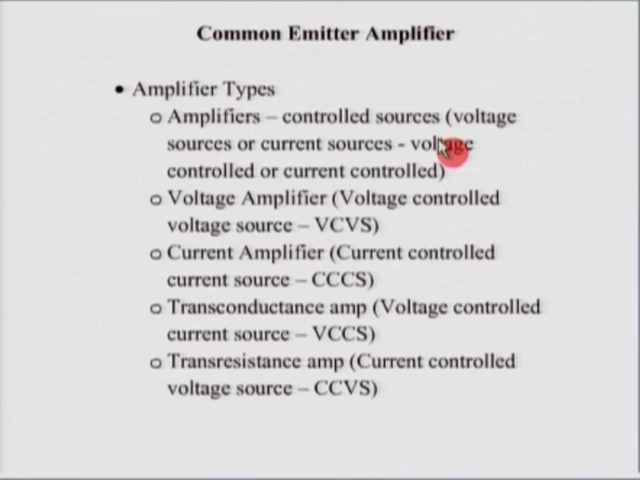 Common Emitter Amplifier
• Amplifier Types
o Amplifiers – controlled sources (voltage
sources or current sources - voltage
controlled or current controlled)
o Voltage Amplifier (Voltage controlled
voltage source – VCVS)
o Current Amplifier (Current controlled
current source – CCCS)
o Transconductance amp (Voltage controlled
current source – VCCS)
o Transresistance amp (Current controlled
voltage source – CCVS)